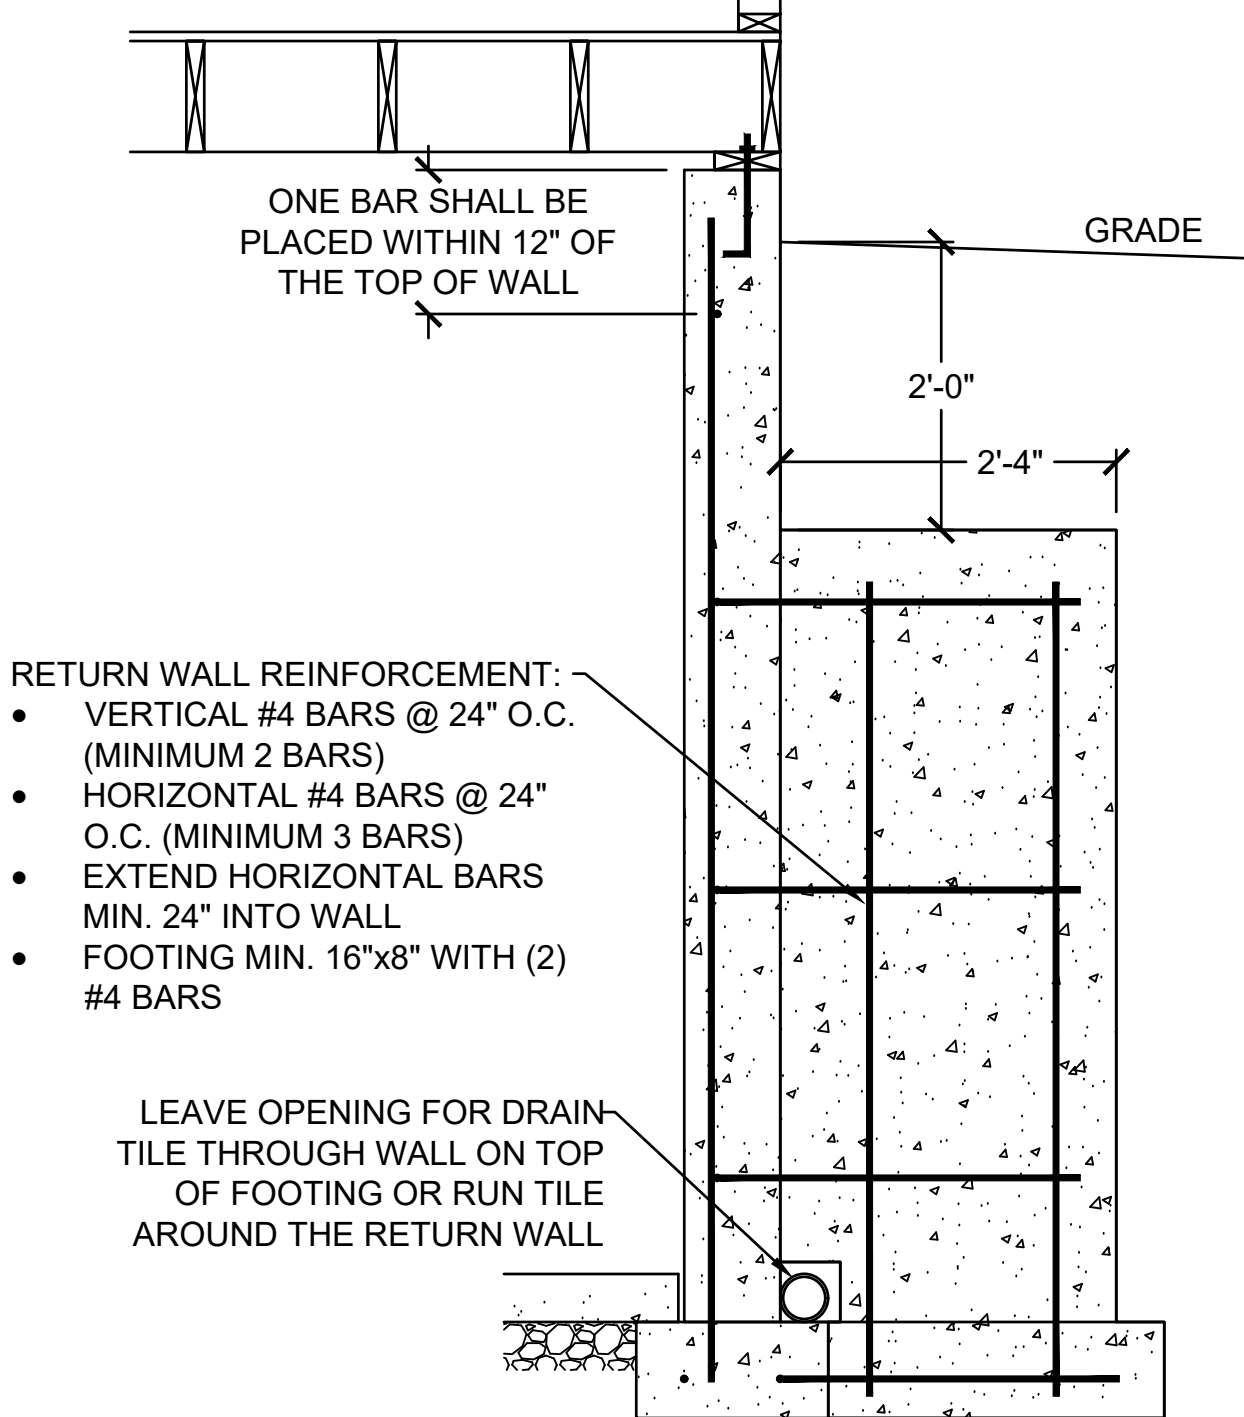 ONE BAR SHALL BE
PLACED WITHIN 12" OF
THE TOP OF WALL
GRADE
2'-0"
2'-4"
RETURN WALL REINFORCEMENT:
• VERTICAL #4 BARS @ 24" O.C.
(MINIMUM 2 BARS)
• HORIZONTAL #4 BARS @ 24"
O.C. (MINIMUM 3 BARS)
• EXTEND HORIZONTAL BARS
MIN. 24" INTO WALL
• FOOTING MIN. 16"x8" WITH (2)
#4 BARS
LEAVE OPENING FOR DRAIN
TILE THROUGH WALL ON TOP
OF FOOTING OR RUN TILE
AROUND THE RETURN WALL